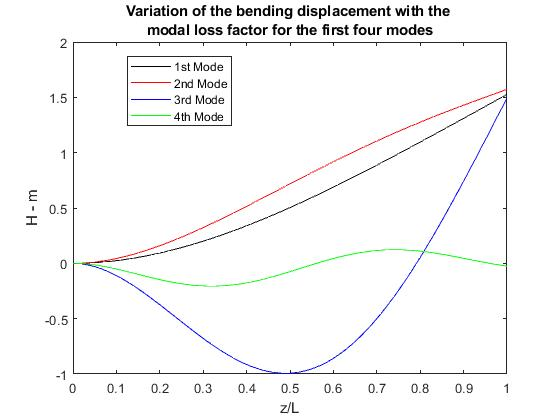 Variation of the bending displacement with the
modal loss factor for the first four modes
2
1.5
1
0.5
0
-0.5
-1
H - m
1st Mode
2nd Mode
3rd Mode
4th Mode
0 0.1 0.2 0.3 0.4 0.5 0.6 0.7 0.8 0.9 1
z/L